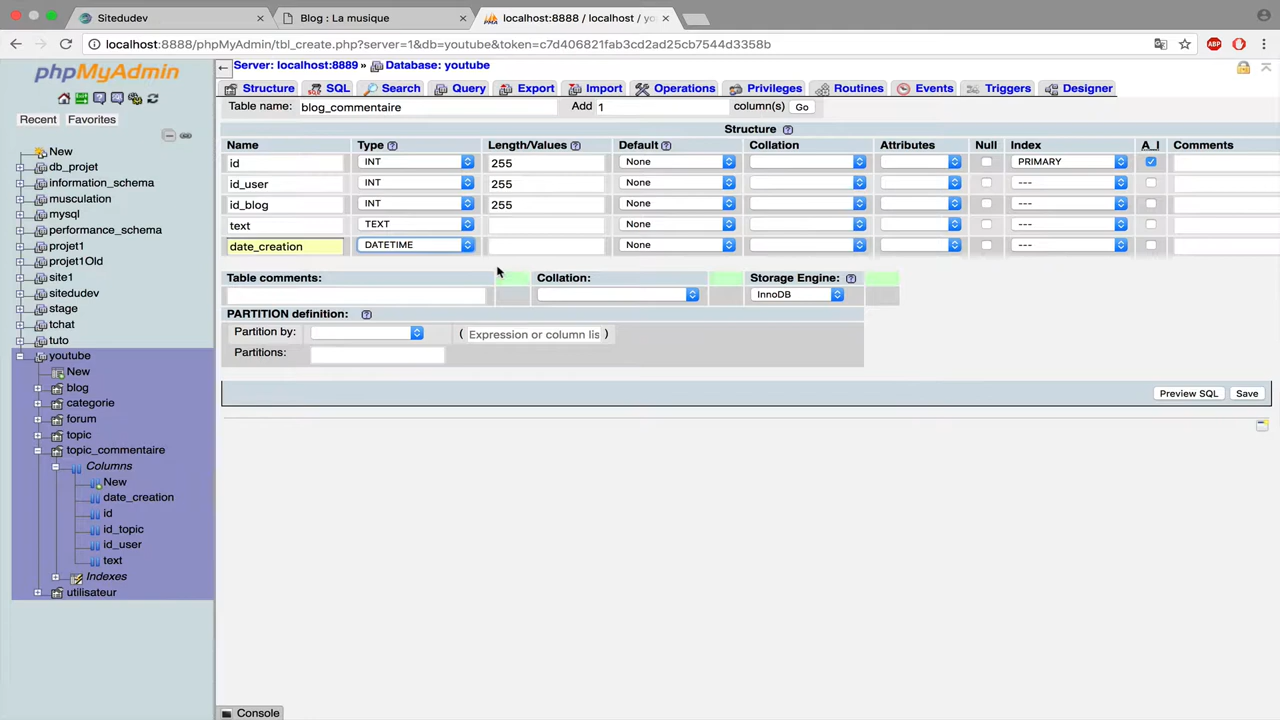 Sitedudev
Blog : La musique
localhost:8888 / localhost / yo
localhost:8888/phpMyAdmin/tbl_create.php?server=1&db=youtube&token=c7d406821fab3cd2ad25cb7544d3358b
ABP
phpMyAdmin
Recent Favorites
New
db_projet
information_schema
musculation
mysql
performance_schema
projet1
projet1Old
site1
sitedudev
stage
tchat
tuto
youtube
New
blog
categorie
forum
topic
topic_commentaire
Columns
New
date_creation
id
id_topic
id_user
text
Indexes
utilisateur
Server: localhost:8889 » Database: youtube
Structure SQL Search Query Export Import Operations Privileges Routines Events Triggers Designer
Table name: blog_commentaire Add 1 column(s) Go
Structure
Name Type Length/Values Default Collation Attributes Null Index A_I Comments
id INT 255 None PRIMARY
id_user INT 255 None ---
id_blog INT 255 None ---
text TEXT None ---
date_creation DATETIME None ---
Table comments: Collation: Storage Engine:
InnoDB
PARTITION definition:
Partition by: ( Expression or column lis )
Partitions:
Preview SQL Save
Console